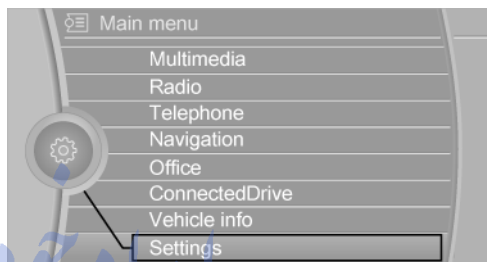 Main menu
Multimedia
Radio
Telephone
Navigation
Office
ConnectedDrive
Vehicle info
Settings